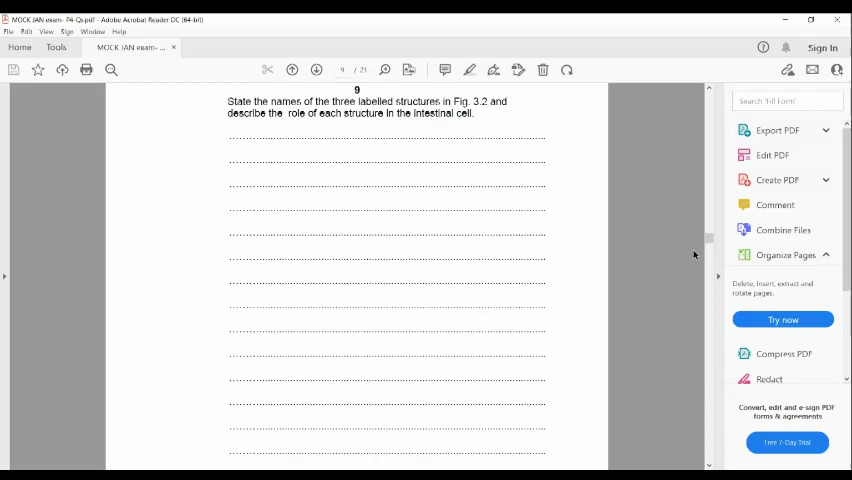 MOCK JAN exam- P4-Qs.pdf - Adobe Acrobat Reader DC (64-bit)
File Edit View Sign Window Help
Home Tools MOCK JAN exam- ... × Sign In
9 / 21
9
State the names of the three labelled structures in Fig. 3.2 and
describe the role of each structure in the intestinal cell.
Search 'Fill Form'
Export PDF
Edit PDF
Create PDF
Comment
Combine Files
Organize Pages
Delete, insert, extract and
rotate pages.
Try now
Compress PDF
Redact
Convert, edit and e-sign PDF
forms & agreements
Free 7-Day Trial